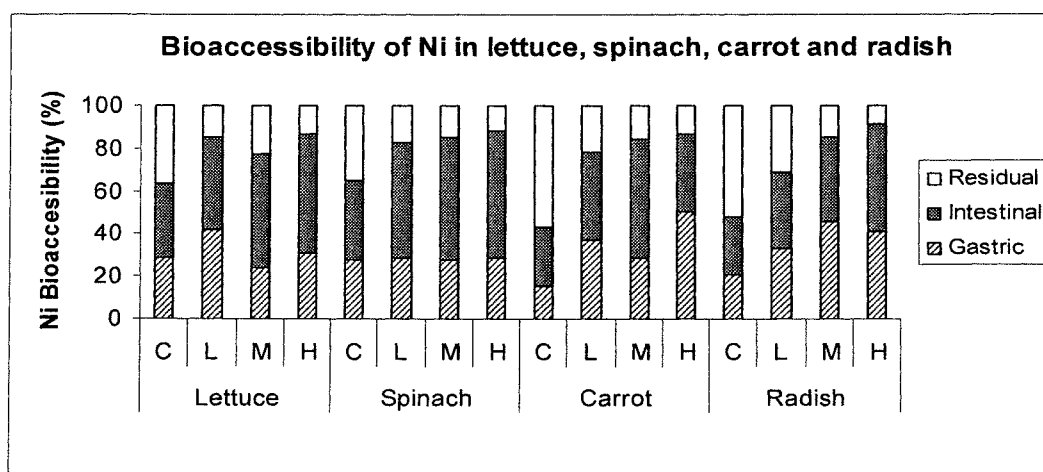 Bioaccessibility of Ni in lettuce, spinach, carrot and radish
Ni Bioaccesibility (%)
100
80
60
40
20
0
Residual
Intestinal
Gastric
C L M H C L M H C L M H C L M H
Lettuce Spinach Carrot Radish